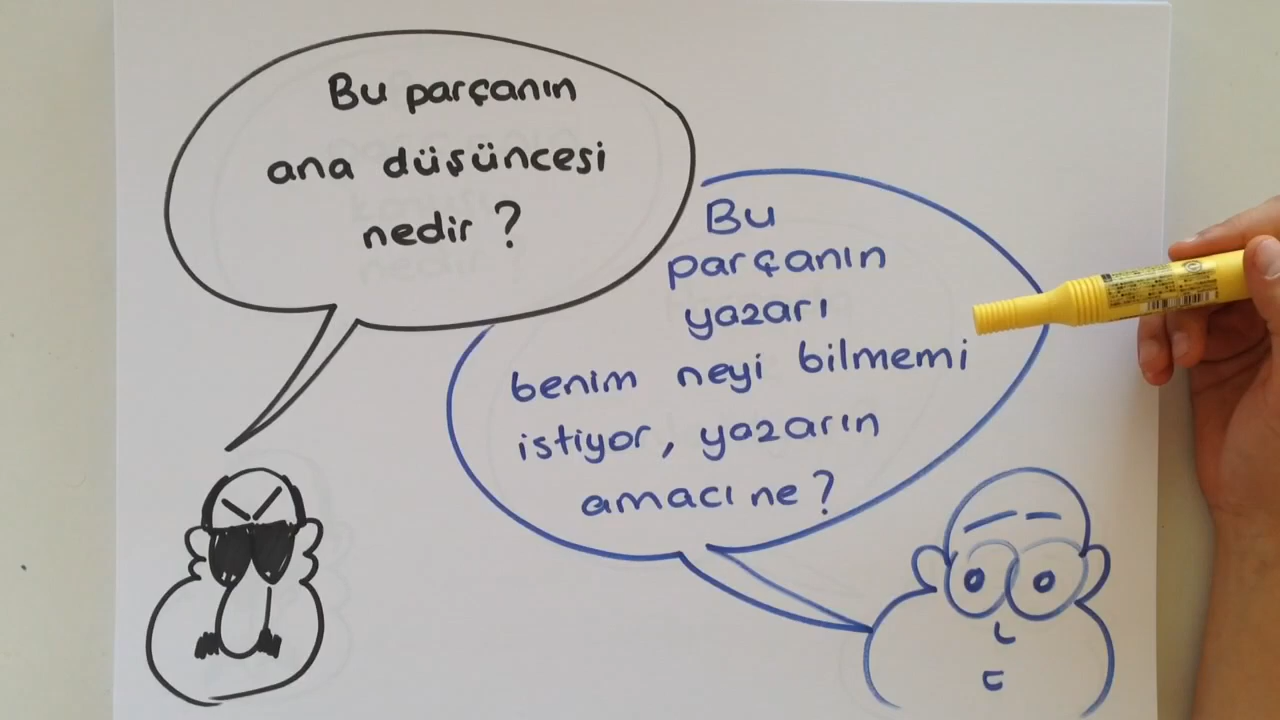 Bu parçanın
ana düşüncesi
nedir ?
Bu
parçanın
yazarı
benim neyi bilmemi
istiyor, yazarın
amacı ne ?